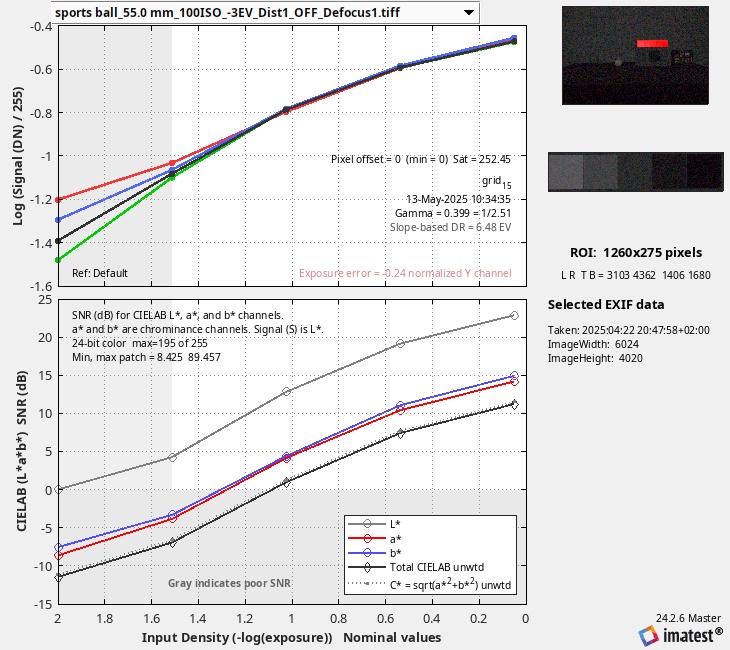 sports ball_55.0 mm_100ISO_-3EV_Dist1_OFF_Defocus1.tiff
-0.4
-0.6
-0.8
-1
-1.2
-1.4
-1.6
Log (Signal (DN) / 255)
Pixel offset = 0 (min = 0) Sat = 252.45
grid15
13-May-2025 10:34:35
Gamma = 0.399 = 1/2.51
Slope-based DR = 6.48 EV
Ref: Default
Exposure error = -0.24 normalized Y channel
ROI: 1260x275 pixels
L R T B = 3103 4362 1406 1680
Selected EXIF data
Taken: 2025:04:22 20:47:58+02:00
ImageWidth: 6024
ImageHeight: 4020
25
20
15
10
5
0
-5
-10
-15
CIELAB (L*a*b*) SNR (dB)
SNR (dB) for CIELAB L*, a*, and b* channels.
a* and b* are chrominance channels. Signal (S) is L*.
24-bit color max=195 of 255
Min, max patch = 8.425 89.457
L*
a*
b*
Total CIELAB unwtd
C* = sqrt(a*2+b*2) unwtd
Gray indicates poor SNR
2 1.8 1.6 1.4 1.2 1 0.8 0.6 0.4 0.2 0
Input Density (-log(exposure)) Nominal values
24.2.6 Master
imatest®